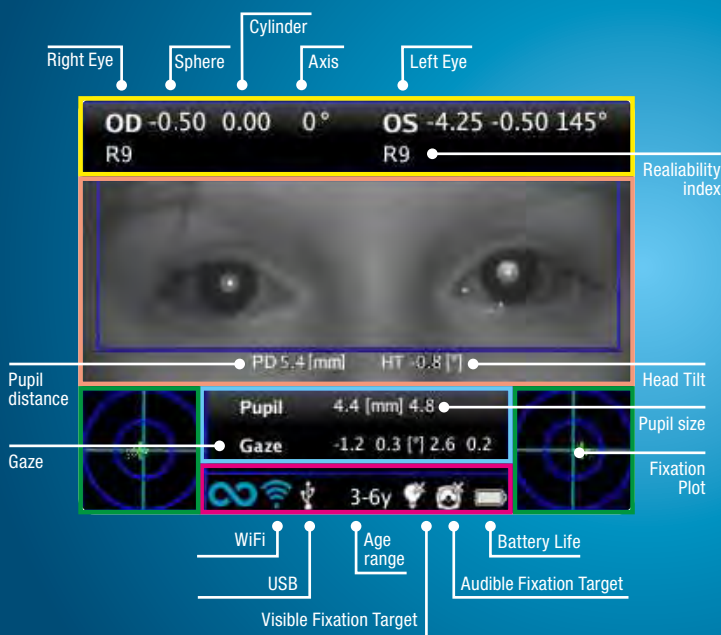 Cylinder
Right Eye Sphere Axis Left Eye
OD -0.50 0.00 0° OS -4.25 -0.50 145°
R9 R9
Realiability
index
PD 5.4 [mm] HT -0.8 [°]
Pupil
distance
Head Tilt
Pupil 4.4 [mm] 4.8
Pupil size
Gaze
Gaze -1.2 0.3 [°] 2.6 0.2
Fixation
Plot
3-6y
WiFi
Age
range
Battery Life
USB
Audible Fixation Target
Visible Fixation Target